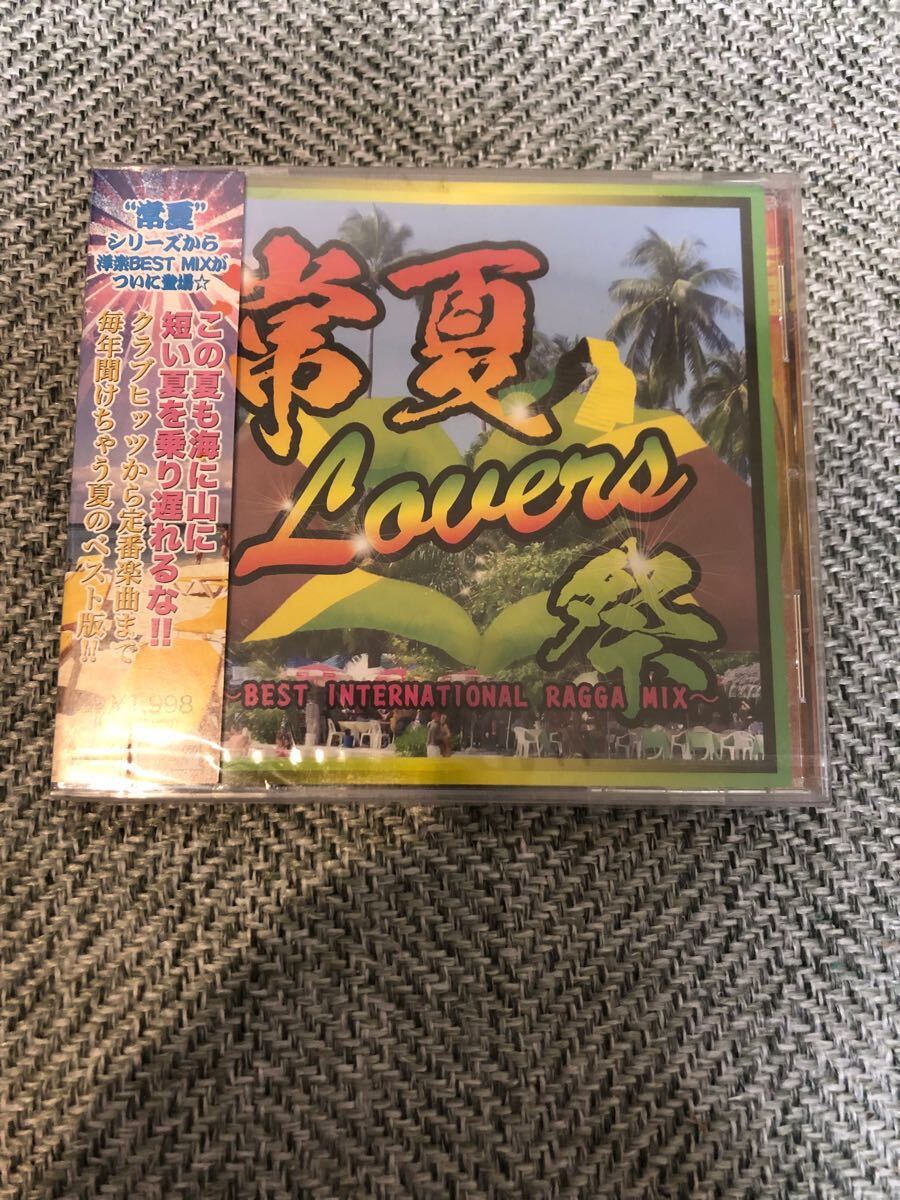 “常夏”
シリーズから
洋楽BEST MIXが
ついに登場☆
この夏も海に山に
短い夏を乗り遅れるな!!
クラブヒッツから定番楽曲まで
毎年聞けちゃう夏のベスト版!!
常夏
Lovers
祭
~BEST INTERNATIONAL RAGGA MIX~